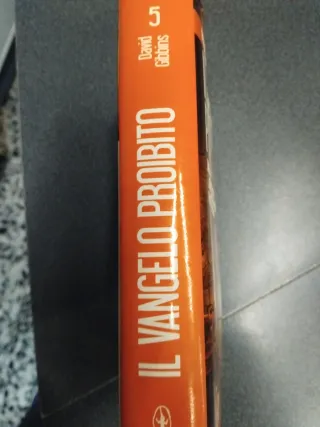 5
David
Gibbins
IL VANGELO PROIBITO